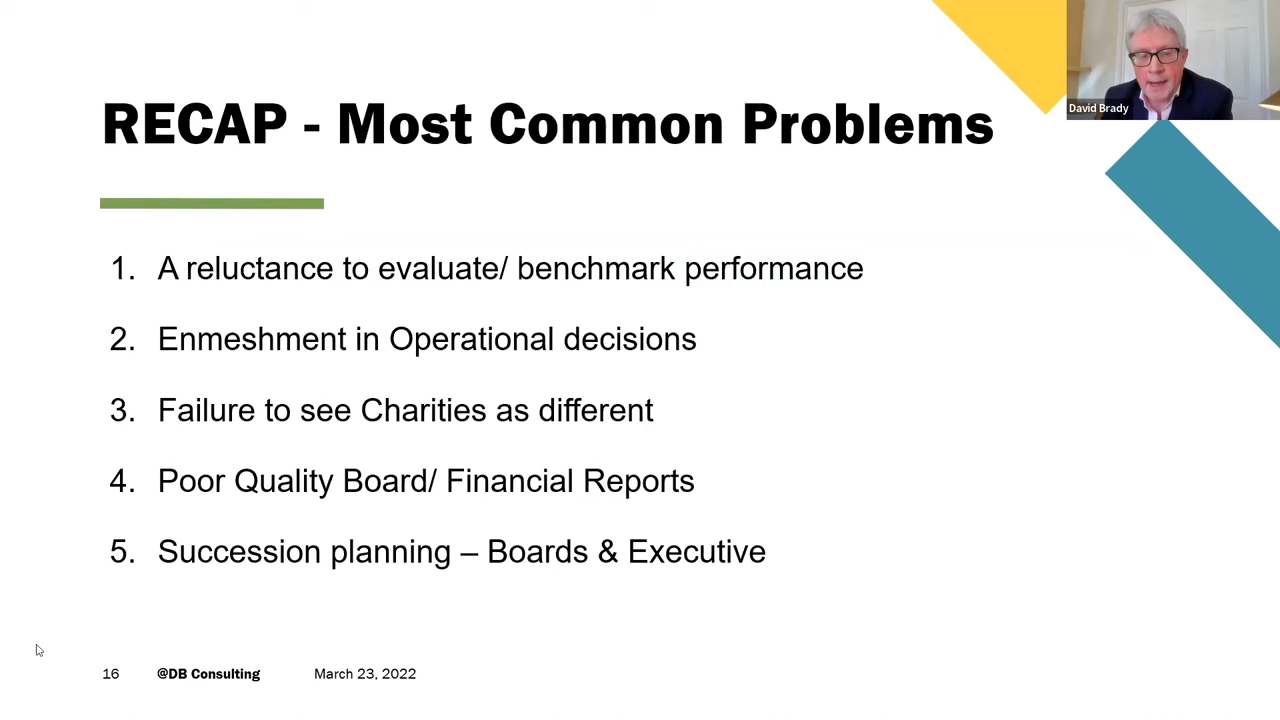 RECAP - Most Common Problems
David Brady
1. A reluctance to evaluate/ benchmark performance
2. Enmeshment in Operational decisions
3. Failure to see Charities as different
4. Poor Quality Board/ Financial Reports
5. Succession planning – Boards & Executive
16 @DB Consulting March 23, 2022